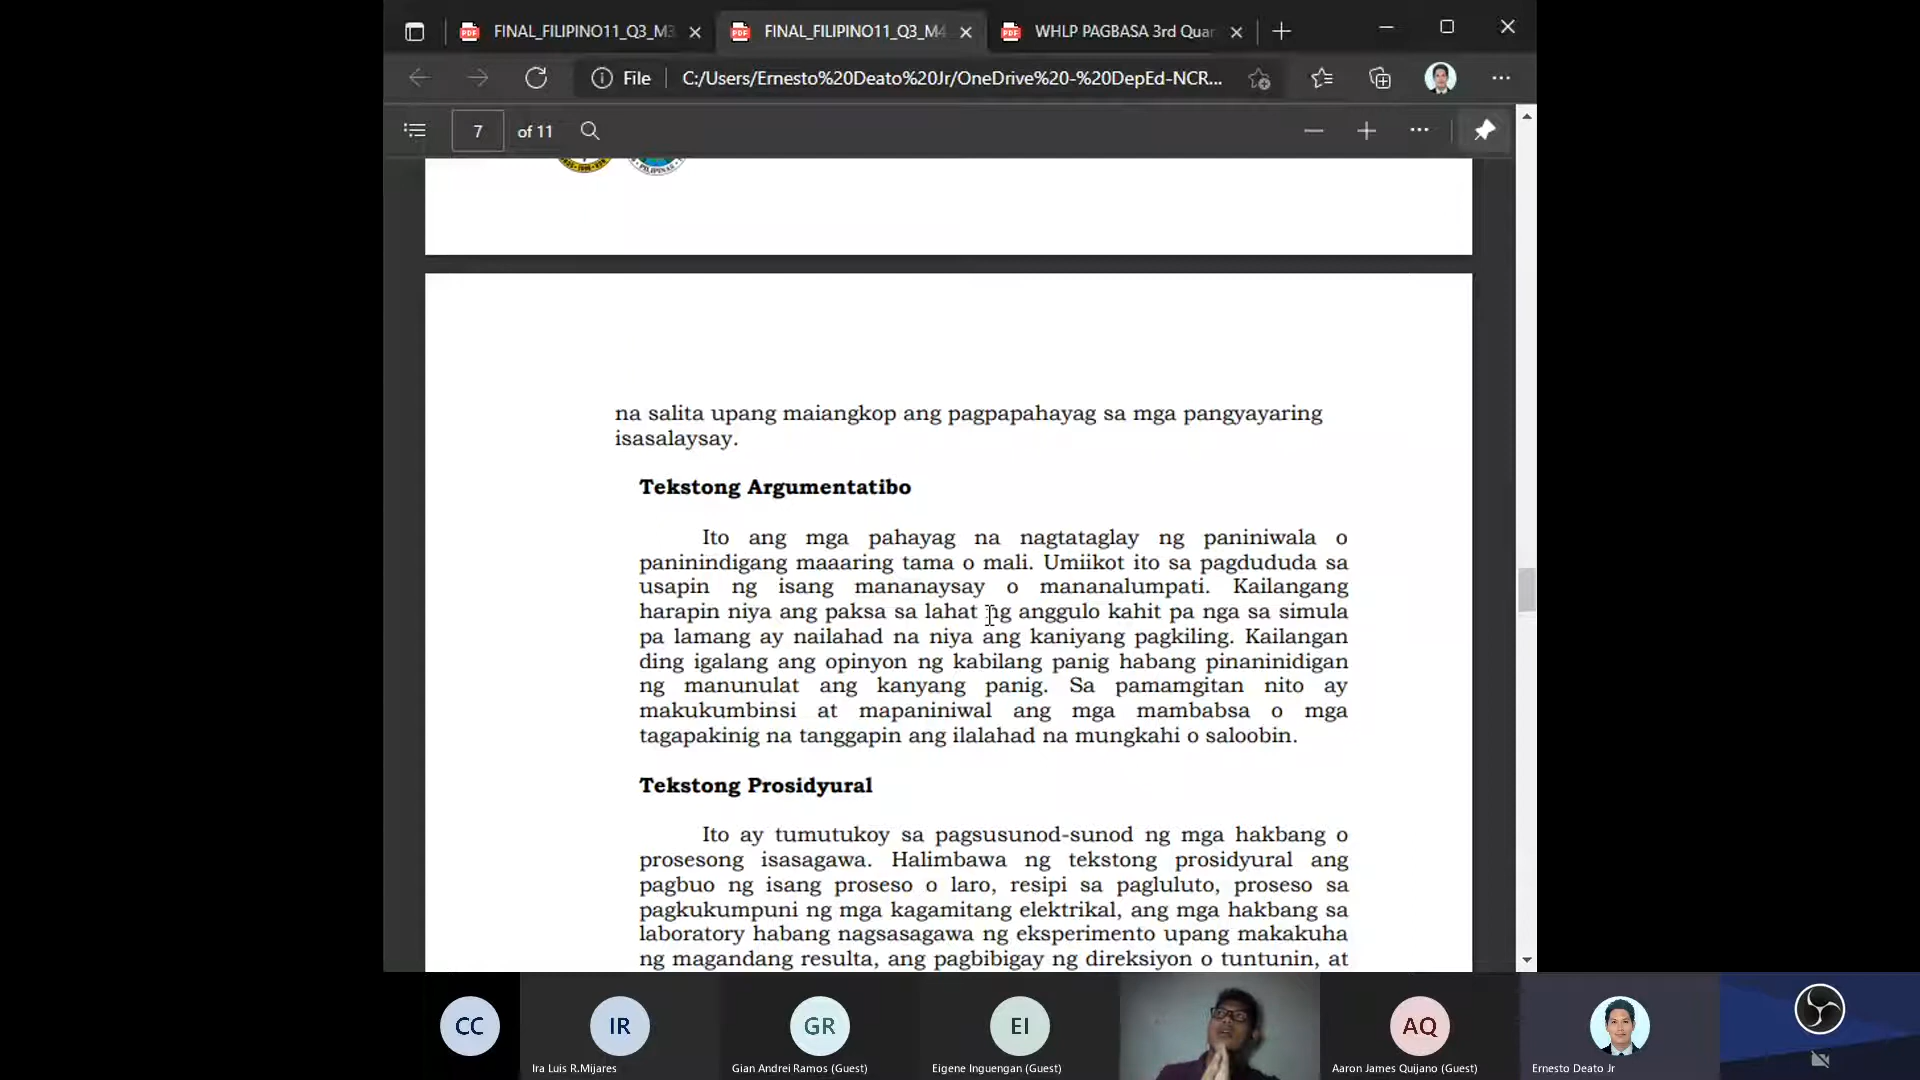 FINAL_FILIPINO11_Q3_M3
FINAL_FILIPINO11_Q3_M4
WHLP PAGBASA 3rd Quar
File
C:/Users/Ernesto%20Deato%20Jr/OneDrive%20-%20DepEd-NCR...
7 of 11
PILIPINAS
na salita upang maiangkop ang pagpapahayag sa mga pangyayaring
isasalaysay.
Tekstong Argumentatibo
Ito ang mga pahayag na nagtataglay ng paniniwala o
paninindigang maaaring tama o mali. Umiikot ito sa pagdududa sa
usapin ng isang mananaysay o mananalumpati. Kailangang
harapin niya ang paksa sa lahat ng anggulo kahit pa nga sa simula
pa lamang ay nailahad na niya ang kaniyang pagkiling. Kailangan
ding igalang ang opinyon ng kabilang panig habang pinaninidigan
ng manunulat ang kanyang panig. Sa pamamgitan nito ay
makukumbinsi at mapaniniwal ang mga mambabsa o mga
tagapakinig na tanggapin ang ilalahad na mungkahi o saloobin.
Tekstong Prosidyural
Ito ay tumutukoy sa pagsusunod-sunod ng mga hakbang o
prosesong isasagawa. Halimbawa ng tekstong prosidyural ang
pagbuo ng isang proseso o laro, resipi sa pagluluto, proseso sa
pagkukumpuni ng mga kagamitang elektrikal, ang mga hakbang sa
laboratory habang nagsasagawa ng eksperimento upang makakuha
ng magandang resulta, ang pagbibigay ng direksiyon o tuntunin, at
CC
IR
GR
EI
AQ
Ira Luis R.Mijares
Gian Andrei Ramos (Guest)
Eigene Inguengan (Guest)
Aaron James Quijano (Guest)
Ernesto Deato Jr